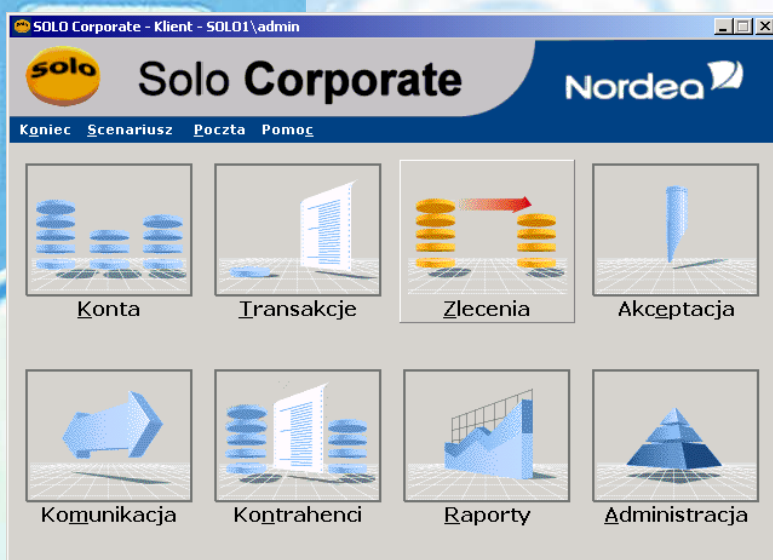 SOLO Corporate - Klient - SOLO1\admin
solo
Solo Corporate
Nordea
Koniec Scenariusz Poczta Pomoc
Konta Transakcje Zlecenia Akceptacja
Komunikacja Kontrahenci Raporty Administracja